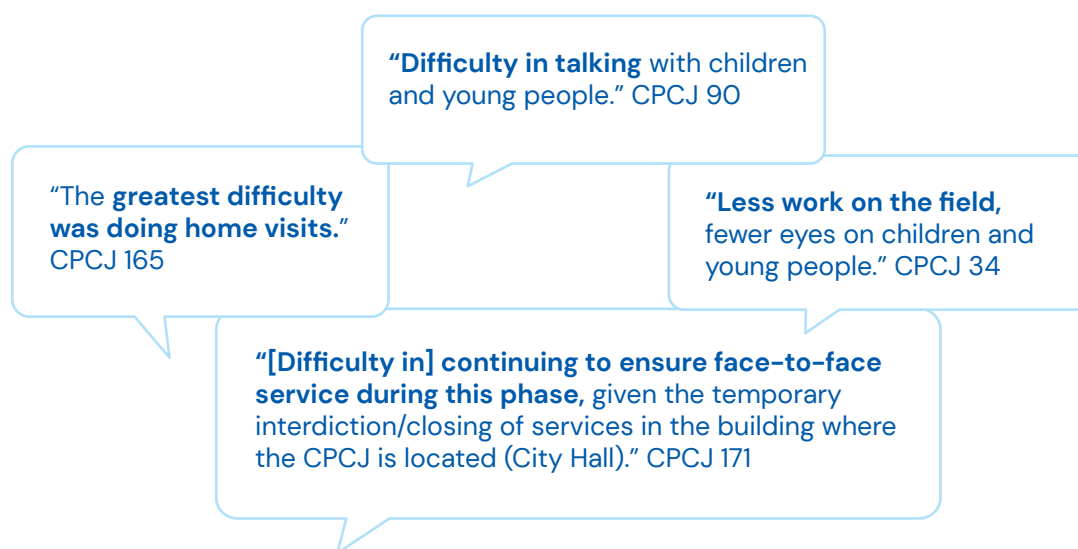 “Difficulty in talking with children
and young people.” CPCJ 90
“The greatest difficulty
was doing home visits.”
CPCJ 165
“Less work on the field,
fewer eyes on children and
young people.” CPCJ 34
“[Difficulty in] continuing to ensure face-to-face
service during this phase, given the temporary
interdiction/closing of services in the building where
the CPCJ is located (City Hall).” CPCJ 171